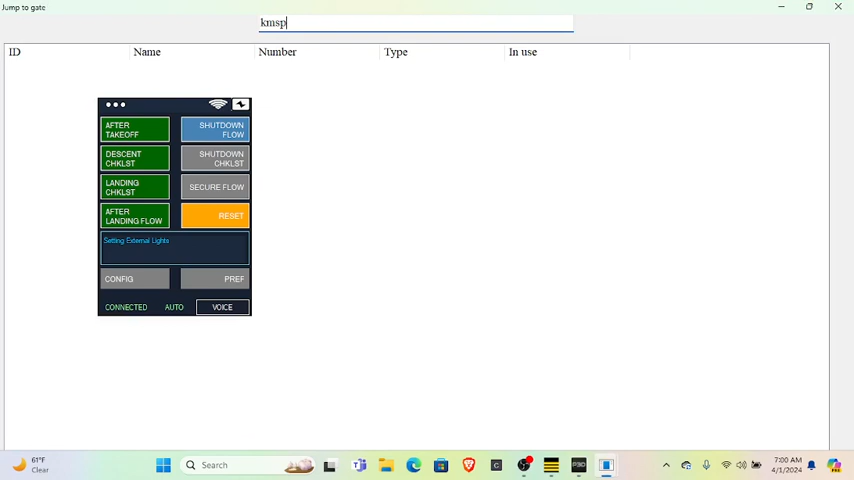 Jump to gate
kmsp
ID Name Number Type In use
AFTER TAKEOFF
SHUTDOWN FLOW
DESCENT CHKLST
SHUTDOWN CHKLST
LANDING CHKLST
SECURE FLOW
AFTER LANDING FLOW
RESET
Setting External Lights
CONFIG PREF
CONNECTED AUTO VOICE
61°F
Clear
Search
P3D
7:00 AM
4/1/2024